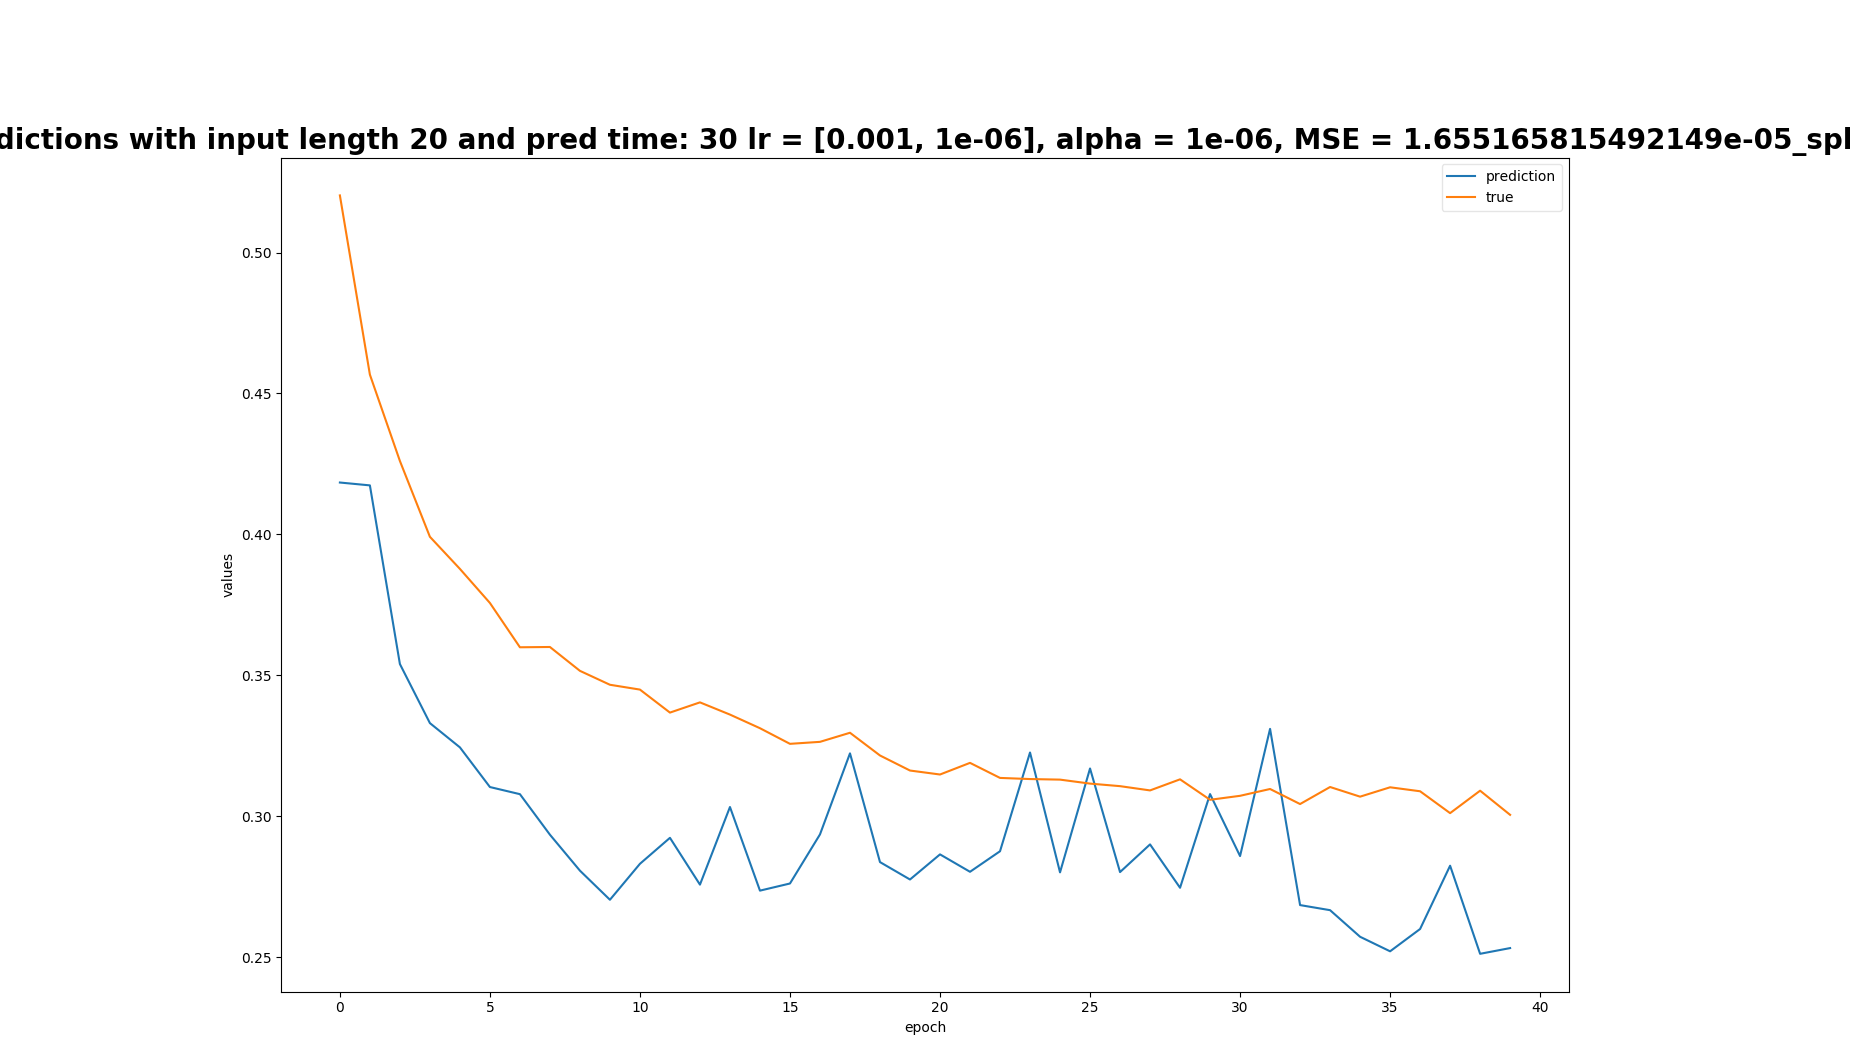 dictions with input length 20 and pred time: 30 lr = [0.001, 1e-06], alpha = 1e-06, MSE = 1.655165815492149e-05_spl
prediction
true
0.50
0.45
0.40
0.35
0.30
0.25
values
0 5 10 15 20 25 30 35 40
epoch